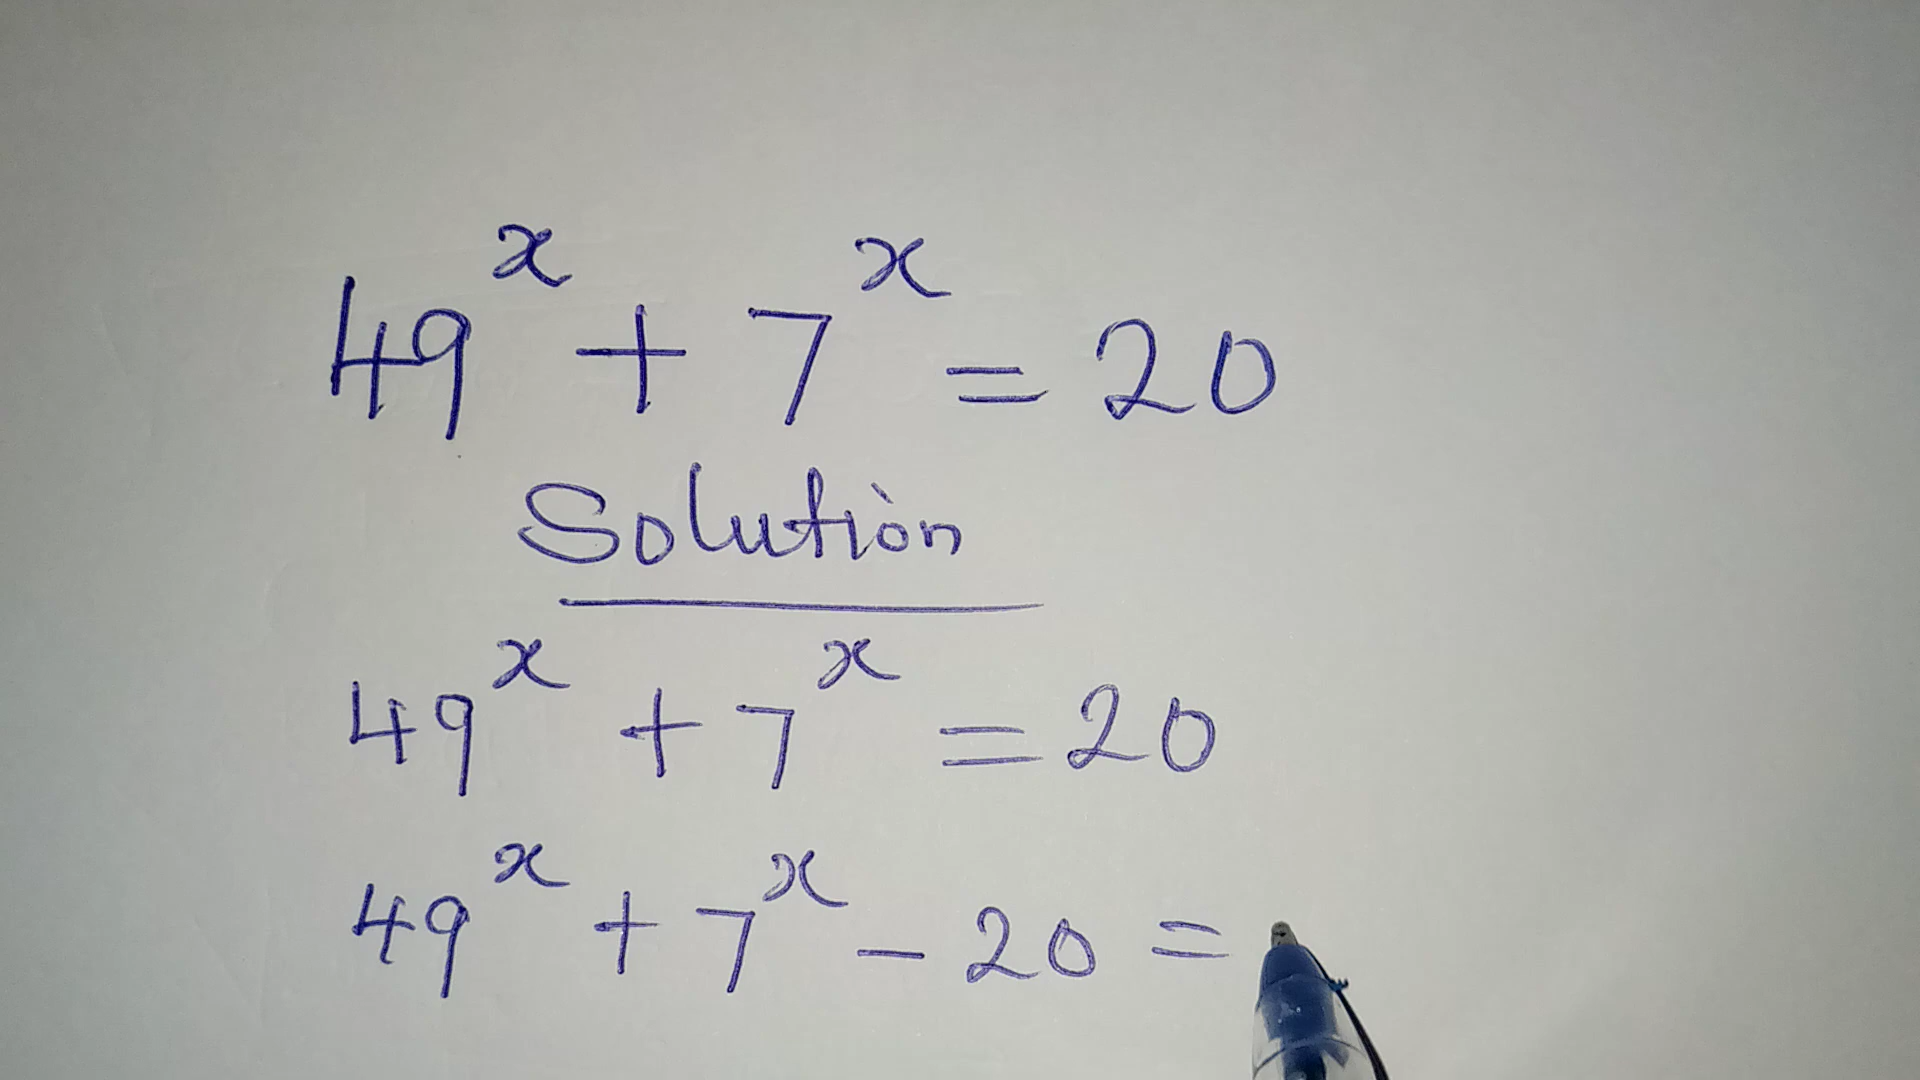 49^x + 7^x = 20
Solution
49^x + 7^x = 20
49^x + 7^x - 20 =